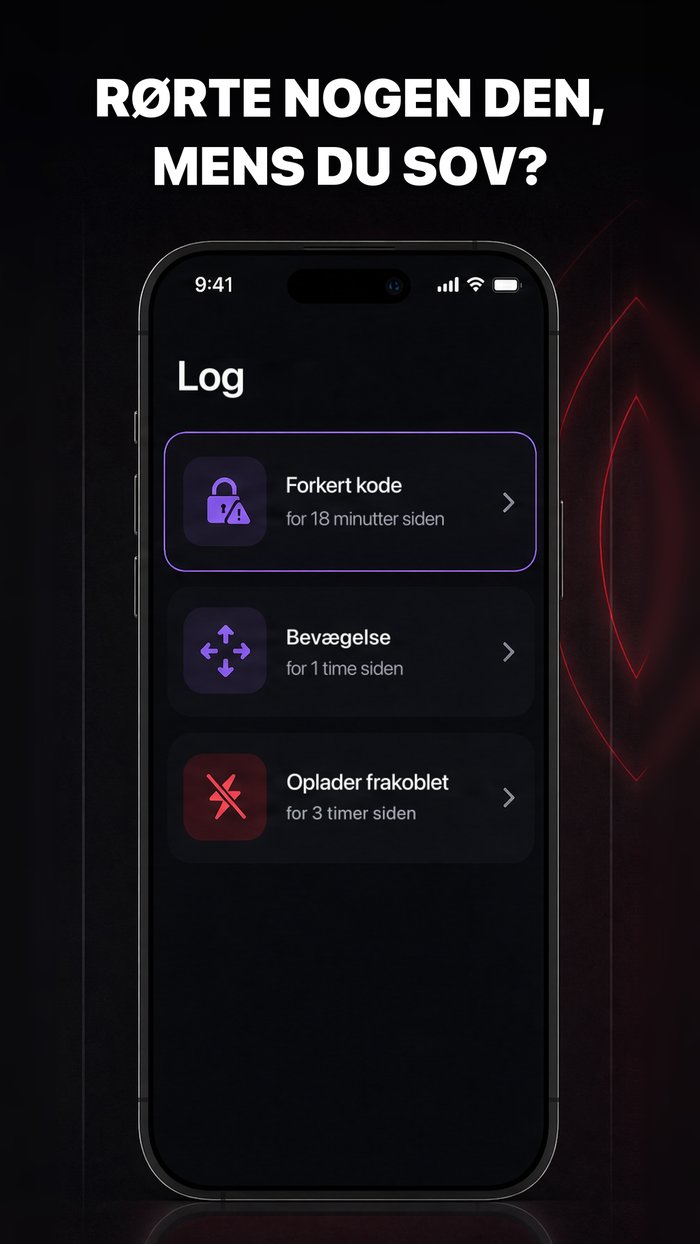 RØRTE NOGEN DEN,
MENS DU SOV?
9:41
Log
Forkert kode
for 18 minutter siden
Bevægelse
for 1 time siden
Oplader frakoblet
for 3 timer siden